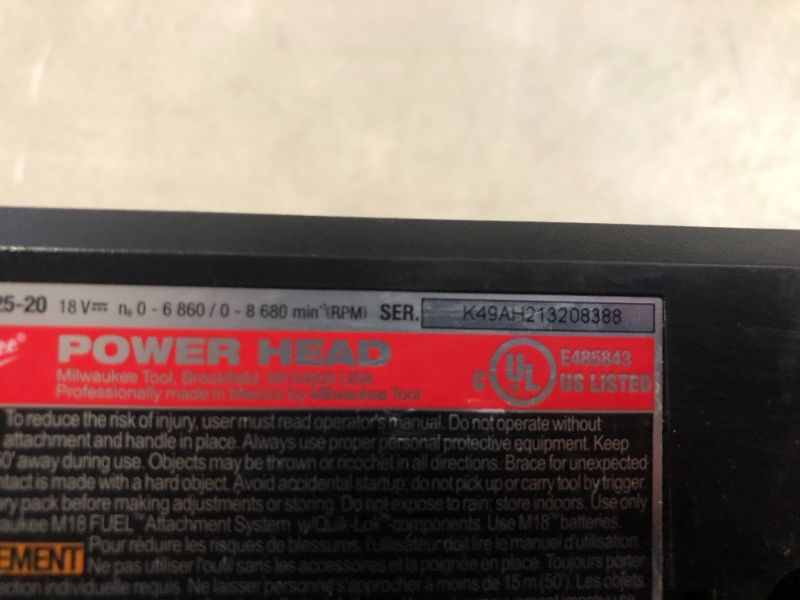 25-20 18 V⎓ n₀ 0 - 6 860 / 0 - 8 680 min⁻¹(RPM) SER. K49AH213208388
POWER HEAD
Milwaukee Tool, Brookfield, WI 53005 USA
Professionally made in Mexico by Milwaukee Tool
C UL E485843
US LISTED
To reduce the risk of injury, user must read operator's manual. Do not operate without
attachment and handle in place. Always use proper personal protective equipment. Keep
50' away during use. Objects may be thrown or ricochet in all directions. Brace for unexpected
ntact is made with a hard object. Avoid accidental startup: do not pick up or carry tool by trigger.
ery pack before making adjustments or storing. Do not expose to rain; store indoors. Use only
aukee M18 FUEL™ Attachment System w/Quik-Lok™ components. Use M18™ batteries.
EMENT Pour réduire les risques de blessures, l'utilisateur doit lire le manuel d'utilisation.
Ne pas utiliser l'outil sans les accessoires et la poignée en place. Toujours porter
ection individuelle requis. Ne laisser personne s'approcher à moins de 15 m (50'). Les objets